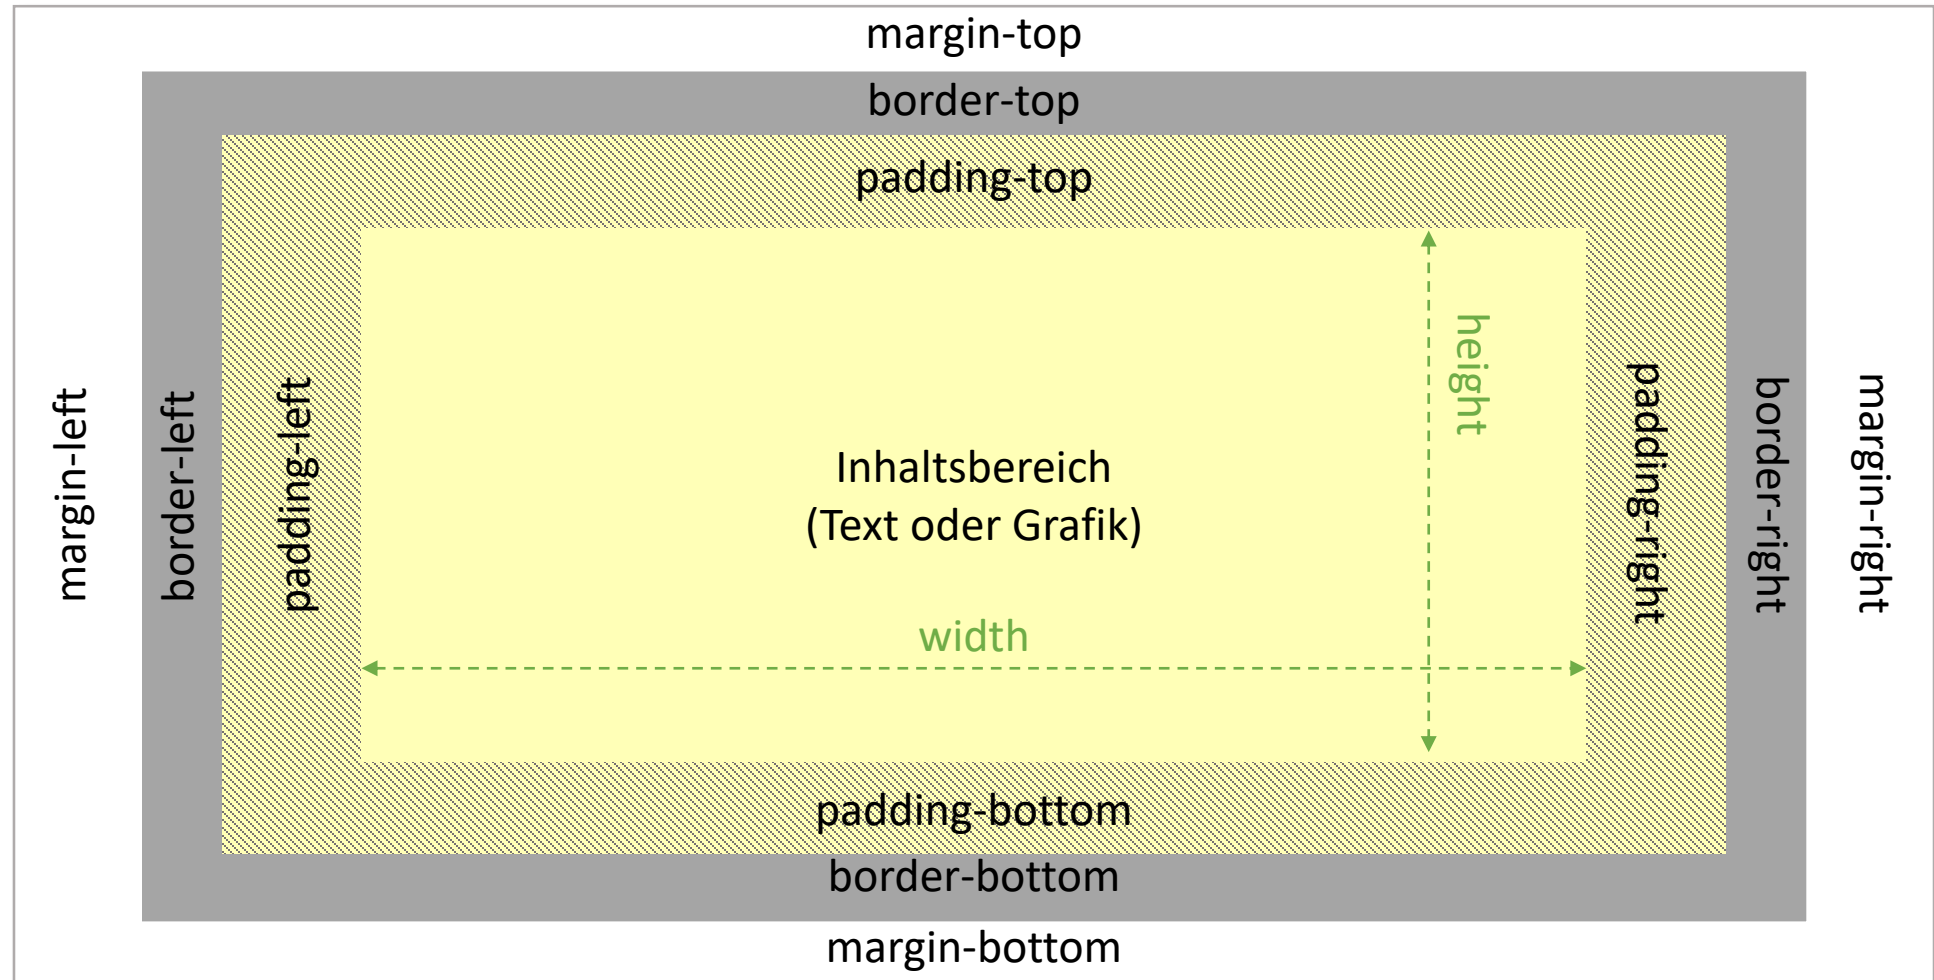 margin-top
border-top
padding-top
margin-left
border-left
padding-left
Inhaltsbereich
(Text oder Grafik)
width
height
padding-right
border-right
margin-right
padding-bottom
border-bottom
margin-bottom